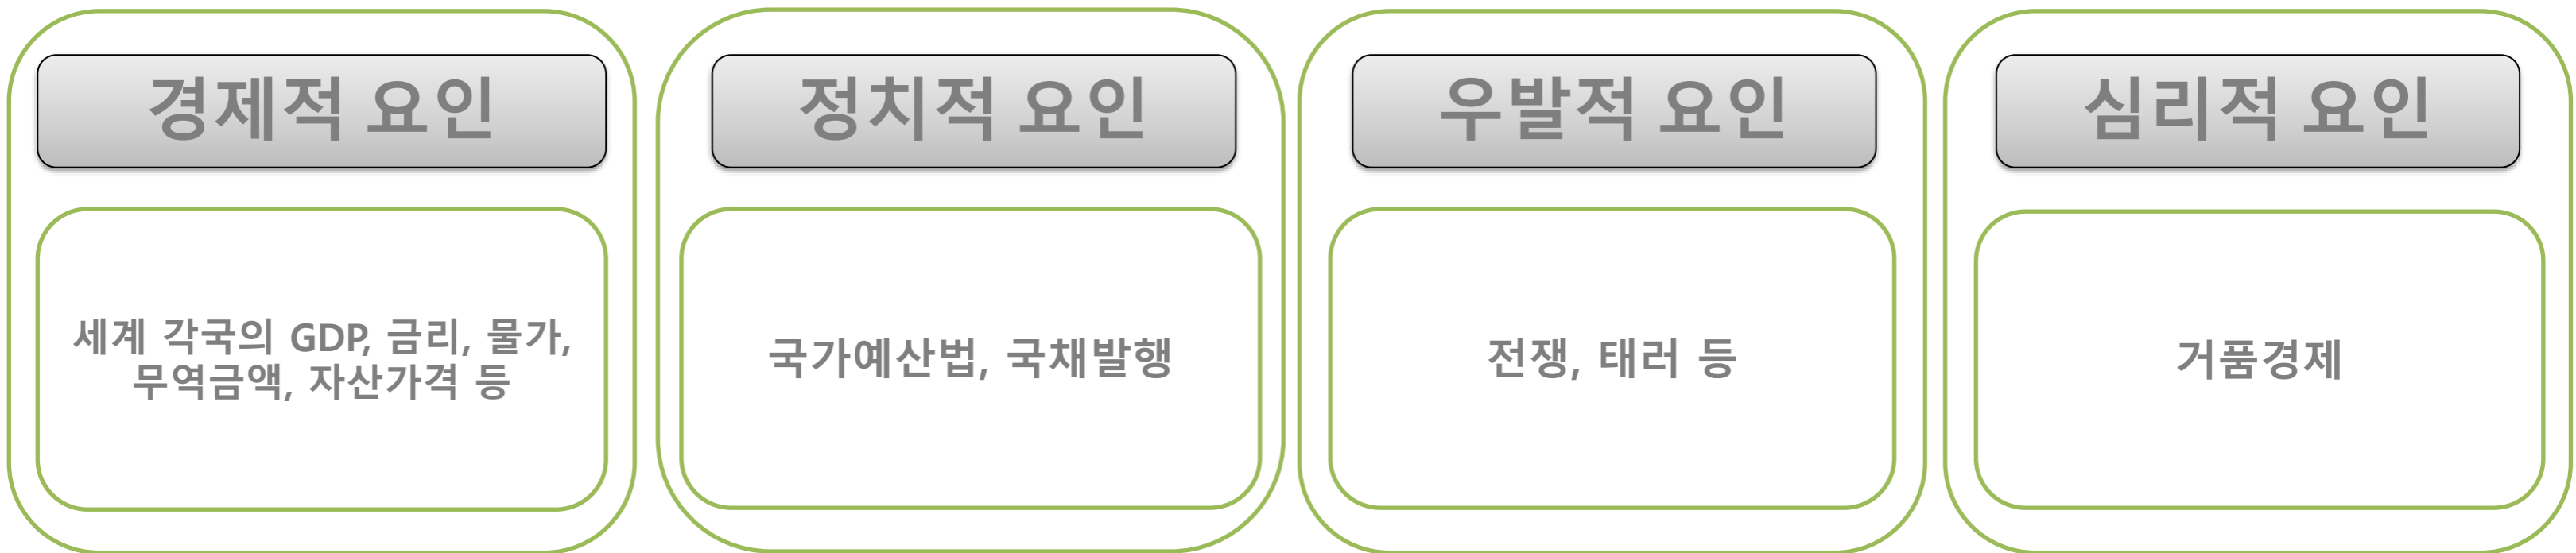 경제적 요인
세계 각국의 GDP, 금리, 물가,
무역금액, 자산가격 등
정치적 요인
국가예산법, 국채발행
우발적 요인
전쟁, 태러 등
심리적 요인
거품경제